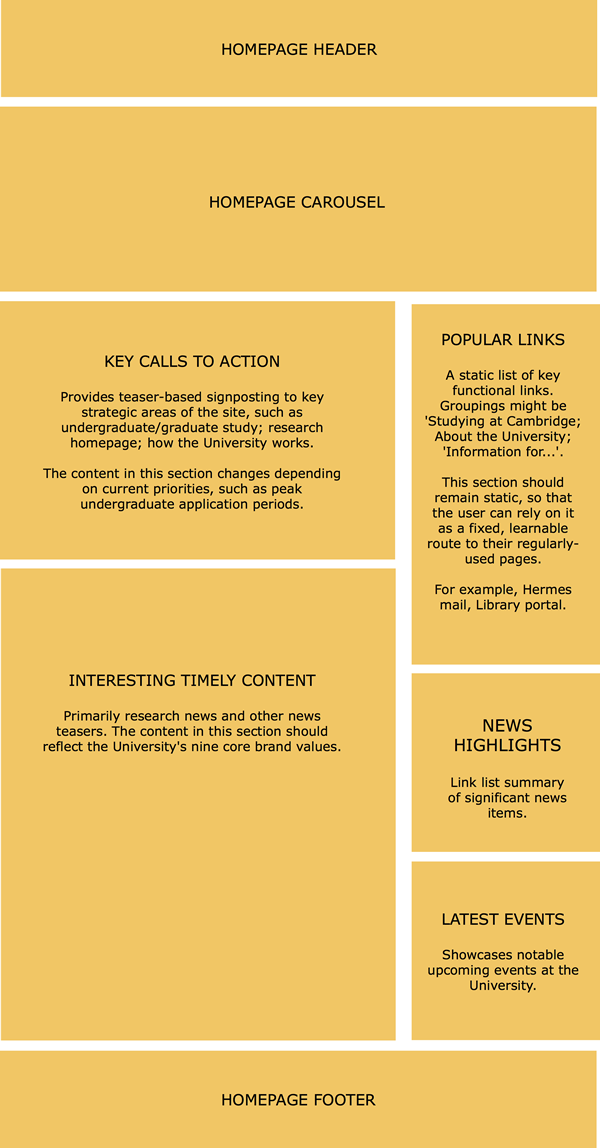 HOMEPAGE HEADER
HOMEPAGE CAROUSEL
KEY CALLS TO ACTION
Provides teaser-based signposting to key
strategic areas of the site, such as
undergraduate/graduate study; research
homepage; how the University works.
The content in this section changes depending
on current priorities, such as peak
undergraduate application periods.
INTERESTING TIMELY CONTENT
Primarily research news and other news
teasers. The content in this section should
reflect the University's nine core brand values.
POPULAR LINKS
A static list of key
functional links.
Groupings might be
'Studying at Cambridge;
About the University;
'Information for...'.
This section should
remain static, so that
the user can rely on it
as a fixed, learnable
route to their regularly-
used pages.
For example, Hermes
mail, Library portal.
NEWS
HIGHLIGHTS
Link list summary
of significant news
items.
LATEST EVENTS
Showcases notable
upcoming events at the
University.
HOMEPAGE FOOTER